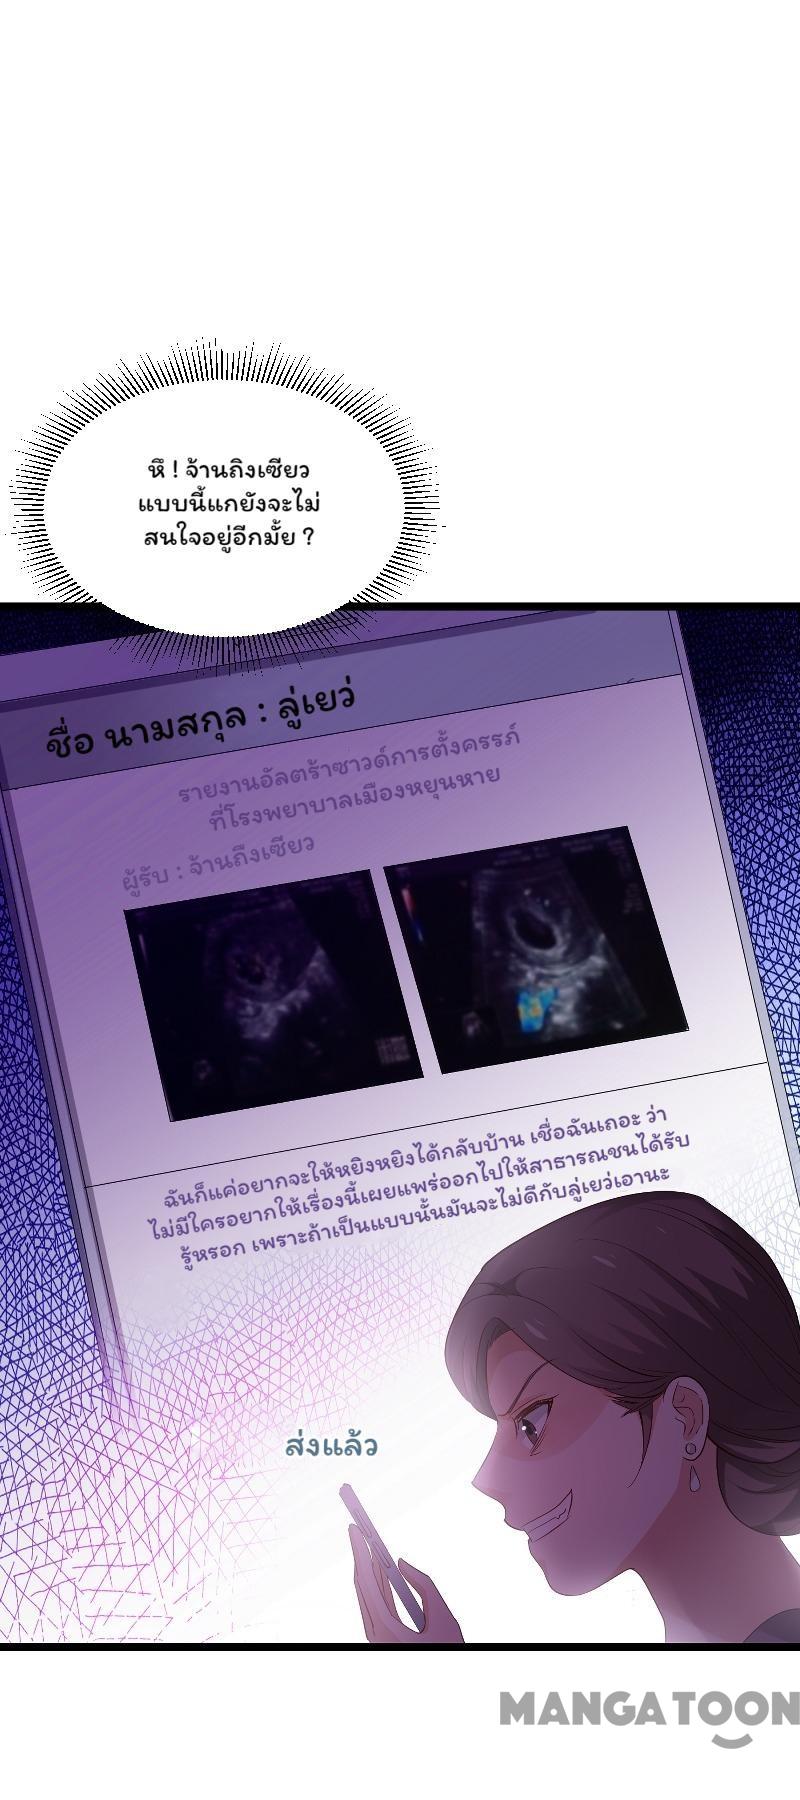 หึ ! จ้านถิงเซียว
แบบนี้แกยังจะไม่
สนใจอยู่อีกมั้ย ?
ชื่อ นามสกุล : ลู่เยว่
รายงานอัลตร้าซาวด์การตั้งครรภ์
ที่โรงพยาบาลเมืองหยุนหาย
ผู้รับ : จ้านถิงเซียว
ฉันก็แค่อยากจะให้หยิงหยิงได้กลับบ้าน เชื่อฉันเถอะ ว่า
ไม่มีใครอยากให้เรื่องนี้เผยแพร่ออกไปให้สาธารณชนได้รับ
รู้หรอก เพราะถ้าเป็นแบบนั้นมันจะไม่ดีกับลู่เยว่เอานะ
ส่งแล้ว
MANGA TOON